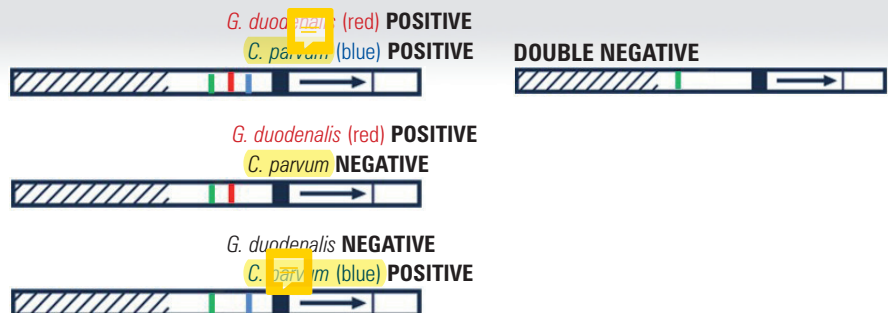 G. duodenalis (red) POSITIVE
C. parvum (blue) POSITIVE
DOUBLE NEGATIVE
G. duodenalis (red) POSITIVE
C. parvum NEGATIVE
G. duodenalis NEGATIVE
C. parvum (blue) POSITIVE